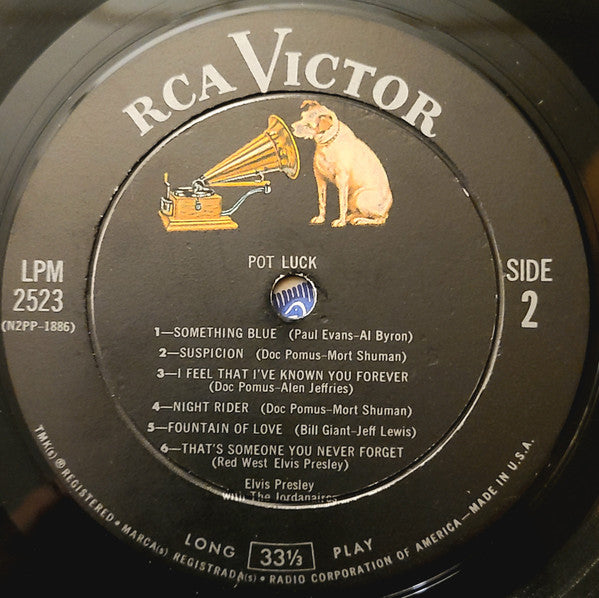 RCA VICTOR
POT LUCK
LPM
2523
(N2PP-1886)
SIDE
2
1—SOMETHING BLUE (Paul Evans-Al Byron)
2—SUSPICION (Doc Pomus-Mort Shuman)
3—I FEEL THAT I'VE KNOWN YOU FOREVER
(Doc Pomus-Alen Jeffries)
4—NIGHT RIDER (Doc Pomus-Mort Shuman)
5—FOUNTAIN OF LOVE (Bill Giant-Jeff Lewis)
6—THAT'S SOMEONE YOU NEVER FORGET
(Red West Elvis Presley)
Elvis Presley
with The Jordanaires
LONG 33⅓ PLAY
TMK(s) ® REGISTERED • MARCA(s) REGISTRADA(s) • RADIO CORPORATION OF AMERICA—MADE IN U.S.A.